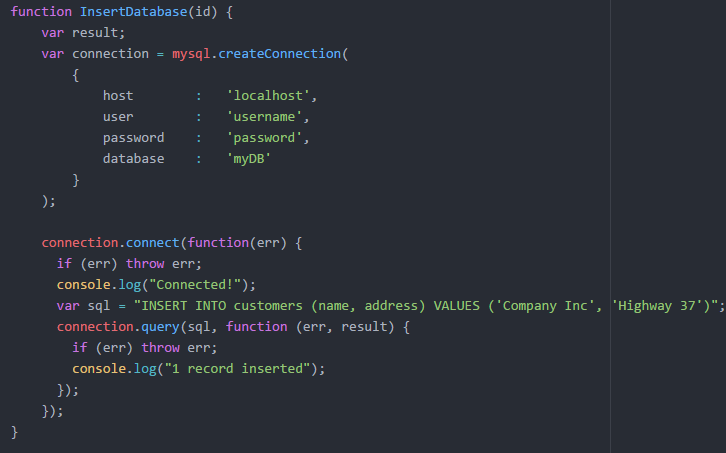 function InsertDatabase(id) {
    var result;
    var connection = mysql.createConnection(
        {
            host        :   'localhost',
            user        :   'username',
            password    :   'password',
            database    :   'myDB'
        }
    );
    connection.connect(function(err) {
      if (err) throw err;
      console.log("Connected!");
      var sql = "INSERT INTO customers (name, address) VALUES ('Company Inc', 'Highway 37')";
      connection.query(sql, function (err, result) {
        if (err) throw err;
        console.log("1 record inserted");
      });
    });
}